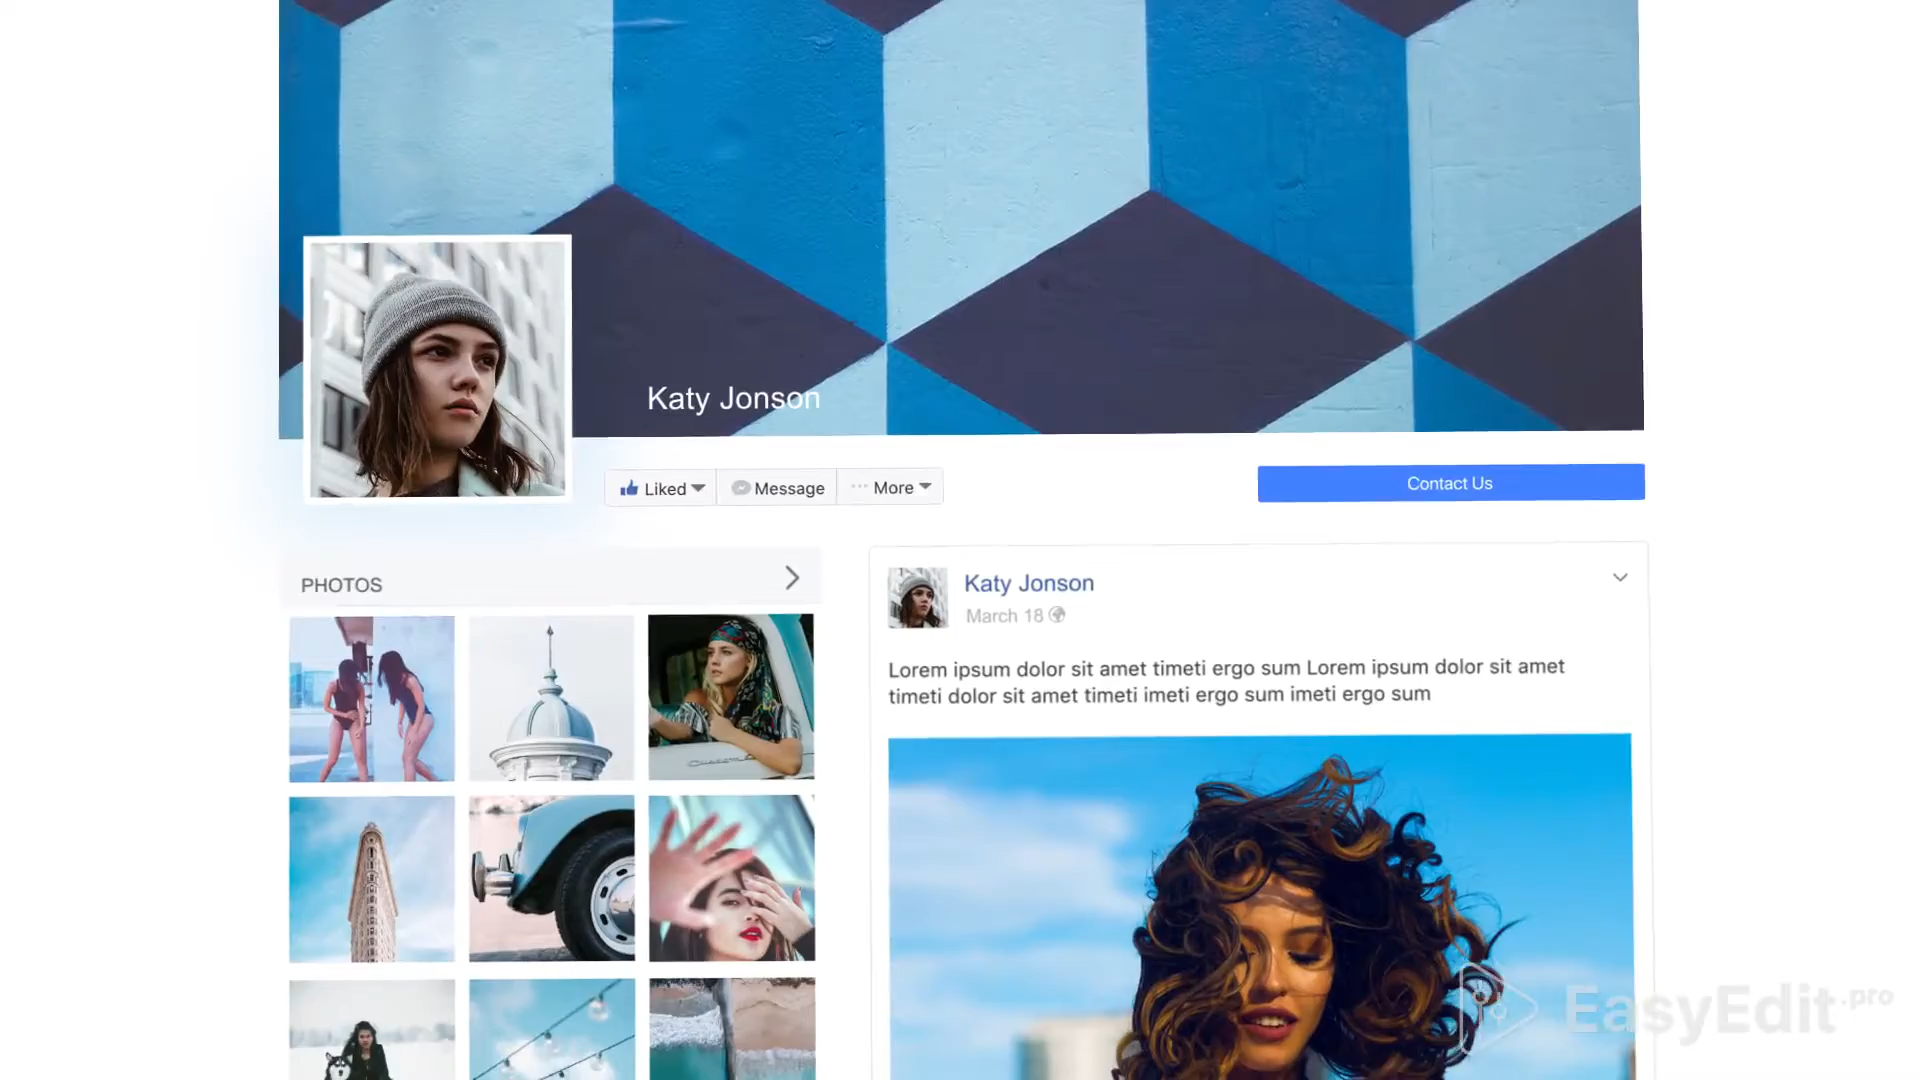 Katy Jonson
Liked
Message
More
Contact Us
PHOTOS
Katy Jonson
March 18
Lorem ipsum dolor sit amet timeti ergo sum Lorem ipsum dolor sit amet
timeti dolor sit amet timeti imeti ergo sum imeti ergo sum
EasyEdit.pro